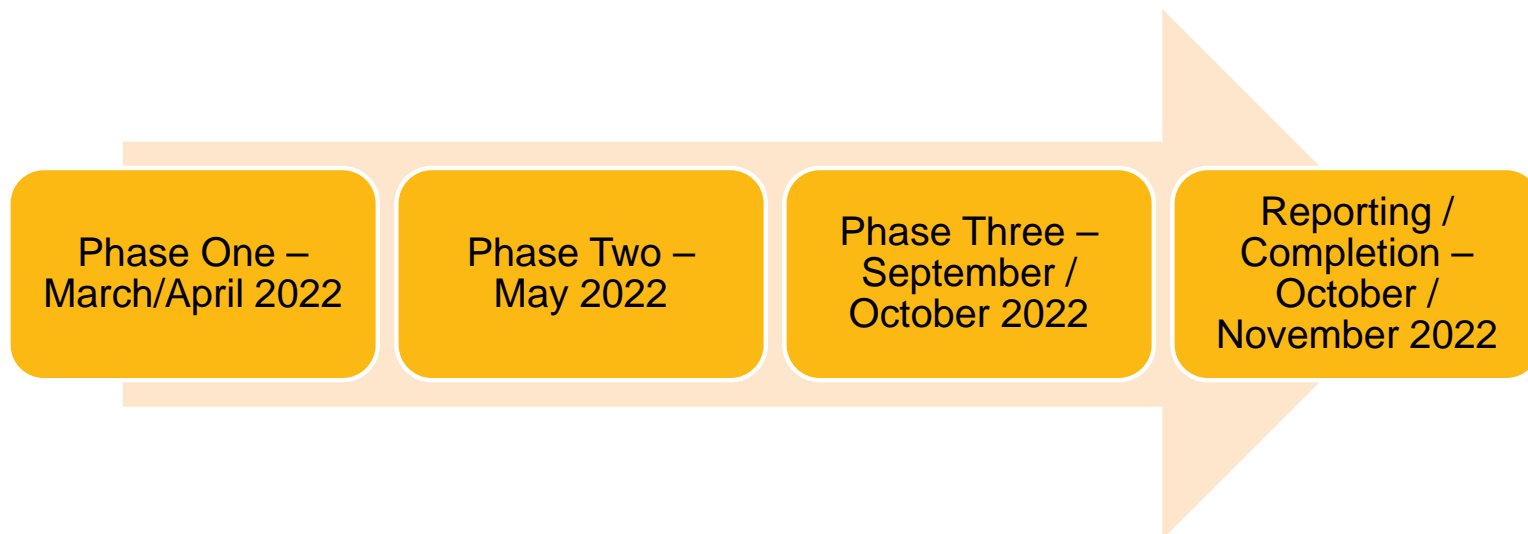 Phase One –
March/April 2022
Phase Two –
May 2022
Phase Three –
September /
October 2022
Reporting /
Completion –
October /
November 2022